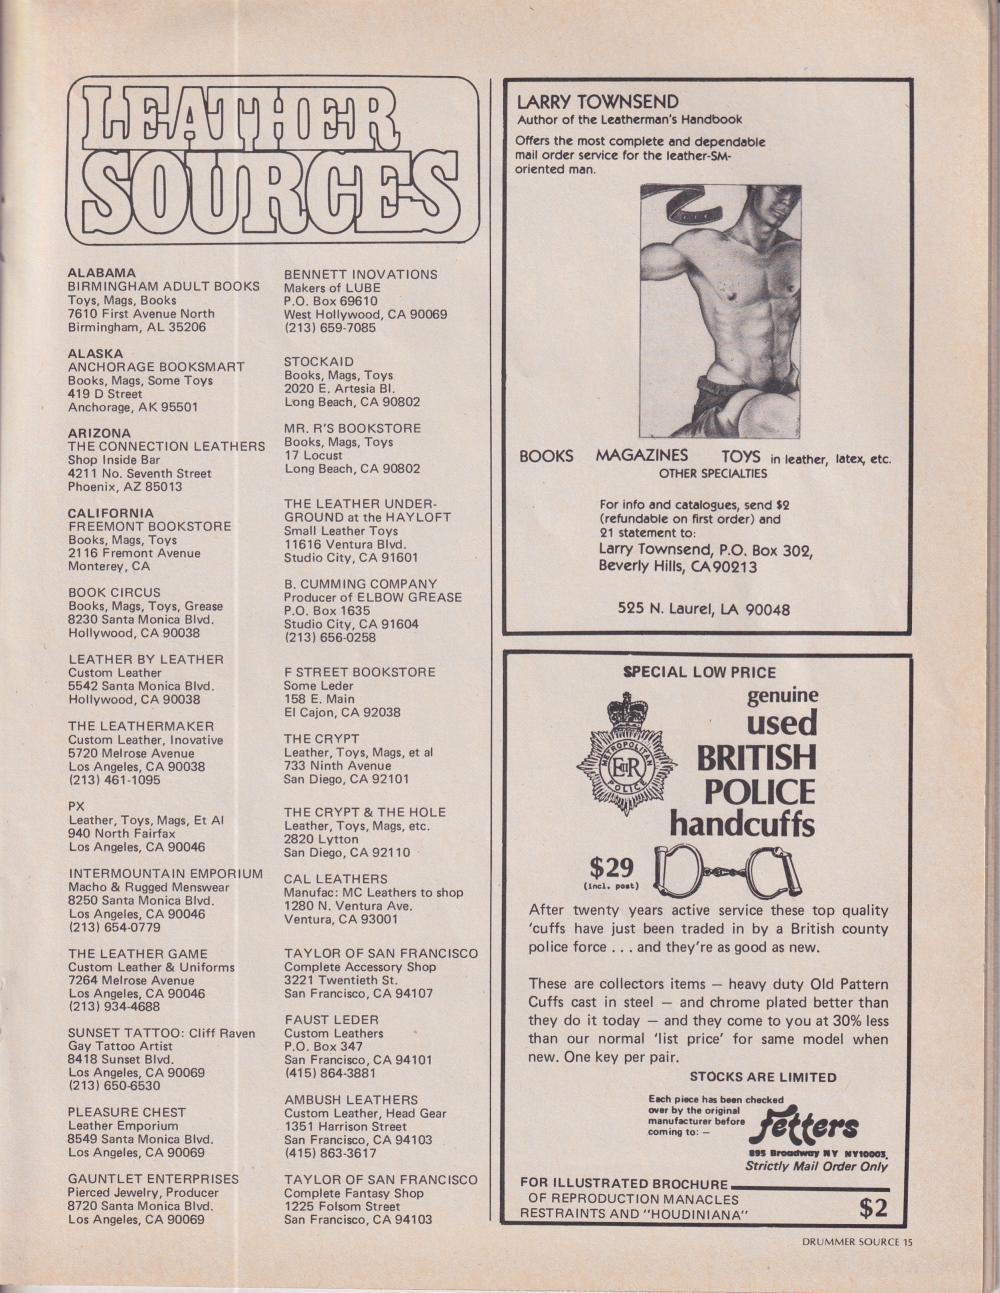 LEATHER
SOURCES
ALABAMA
BIRMINGHAM ADULT BOOKS
Toys, Mags, Books
7610 First Avenue North
Birmingham, AL 35206
ALASKA
ANCHORAGE BOOKSMART
Books, Mags, Some Toys
419 D Street
Anchorage, AK 95501
ARIZONA
THE CONNECTION LEATHERS
Shop Inside Bar
4211 No. Seventh Street
Phoenix, AZ 85013
CALIFORNIA
FREEMONT BOOKSTORE
Books, Mags, Toys
2116 Fremont Avenue
Monterey, CA
BOOK CIRCUS
Books, Mags, Toys, Grease
8230 Santa Monica Blvd.
Hollywood, CA 90038
LEATHER BY LEATHER
Custom Leather
5542 Santa Monica Blvd.
Hollywood, CA 90038
THE LEATHERMAKER
Custom Leather, Inovative
5720 Melrose Avenue
Los Angeles, CA 90038
(213) 461-1095
PX
Leather, Toys, Mags, Et Al
940 North Fairfax
Los Angeles, CA 90046
INTERMOUNTAIN EMPORIUM
Macho & Rugged Menswear
8250 Santa Monica Blvd.
Los Angeles, CA 90046
(213) 654-0779
THE LEATHER GAME
Custom Leather & Uniforms
7264 Melrose Avenue
Los Angeles, CA 90046
(213) 934-4688
SUNSET TATTOO: Cliff Raven
Gay Tattoo Artist
8418 Sunset Blvd.
Los Angeles, CA 90069
(213) 650-6530
PLEASURE CHEST
Leather Emporium
8549 Santa Monica Blvd.
Los Angeles, CA 90069
GAUNTLET ENTERPRISES
Pierced Jewelry, Producer
8720 Santa Monica Blvd.
Los Angeles, CA 90069
BENNETT INOVATIONS
Makers of LUBE
P.O. Box 69610
West Hollywood, CA 90069
(213) 659-7085
STOCKAID
Books, Mags, Toys
2020 E. Artesia Bl.
Long Beach, CA 90802
MR. R'S BOOKSTORE
Books, Mags, Toys
17 Locust
Long Beach, CA 90802
THE LEATHER UNDER-
GROUND at the HAYLOFT
Small Leather Toys
11616 Ventura Blvd.
Studio City, CA 91601
B. CUMMING COMPANY
Producer of ELBOW GREASE
P.O. Box 1635
Studio City, CA 91604
(213) 656-0258
F STREET BOOKSTORE
Some Leder
158 E. Main
El Cajon, CA 92038
THE CRYPT
Leather, Toys, Mags, et al
733 Ninth Avenue
San Diego, CA 92101
THE CRYPT & THE HOLE
Leather, Toys, Mags, etc.
2820 Lytton
San Diego, CA 92110
CAL LEATHERS
Manufac: MC Leathers to shop
1280 N. Ventura Ave.
Ventura, CA 93001
TAYLOR OF SAN FRANCISCO
Complete Accessory Shop
3221 Twentieth St.
San Francisco, CA 94107
FAUST LEDER
Custom Leathers
P.O. Box 347
San Francisco, CA 94101
(415) 864-3881
AMBUSH LEATHERS
Custom Leather, Head Gear
1351 Harrison Street
San Francisco, CA 94103
(415) 863-3617
TAYLOR OF SAN FRANCISCO
Complete Fantasy Shop
1225 Folsom Street
San Francisco, CA 94103
LARRY TOWNSEND
Author of the Leatherman's Handbook
Offers the most complete and dependable
mail order service for the leather-SM-
oriented man.
BOOKS MAGAZINES TOYS in leather, latex, etc.
OTHER SPECIALTIES
For info and catalogues, send $2
(refundable on first order) and
21 statement to:
Larry Townsend, P.O. Box 302,
Beverly Hills, CA 90213
525 N. Laurel, LA 90048
SPECIAL LOW PRICE
genuine
used
BRITISH
POLICE
handcuffs
METROPOLITAN
EIIR
POLICE
$29
(incl. post)
After twenty years active service these top quality
'cuffs have just been traded in by a British county
police force . . . and they're as good as new.
These are collectors items — heavy duty Old Pattern
Cuffs cast in steel — and chrome plated better than
they do it today — and they come to you at 30% less
than our normal 'list price' for same model when
new. One key per pair.
STOCKS ARE LIMITED
Each piece has been checked
over by the original
manufacturer before
coming to: —
Fetters
895 Broadway NY NY10003.
Strictly Mail Order Only
FOR ILLUSTRATED BROCHURE
OF REPRODUCTION MANACLES
RESTRAINTS AND "HOUDINIANA"
$2
DRUMMER SOURCE 15